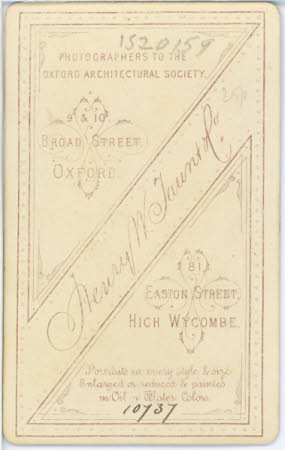 1520159
PHOTOGRAPHERS TO THE
OXFORD ARCHITECTURAL SOCIETY.
9 & 10
BROAD STREET,
OXFORD.
Henry W. Taunt & Co
81
EASTON STREET,
HIGH WYCOMBE.
Portraits in every style & size
Enlarged or reduced & painted
in Oil or Water Colors.
10737